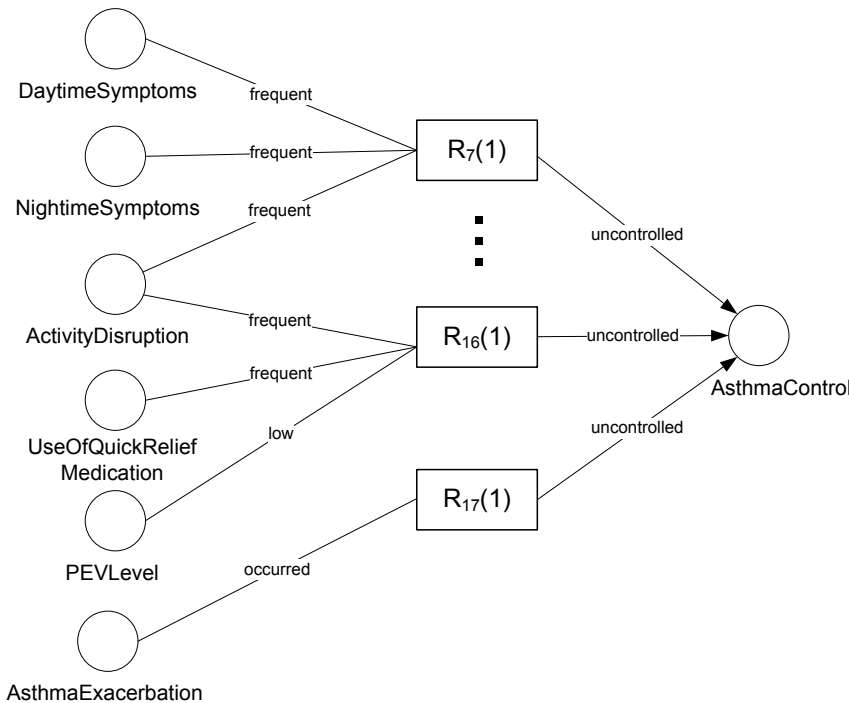 DaytimeSymptoms
frequent
R₇(1)
frequent
NightimeSymptoms
frequent
uncontrolled
ActivityDisruption
frequent
R₁₆(1)
uncontrolled
frequent
AsthmaControl
UseOfQuickRelief
Medication
low
uncontrolled
R₁₇(1)
PEVLevel
occurred
AsthmaExacerbation